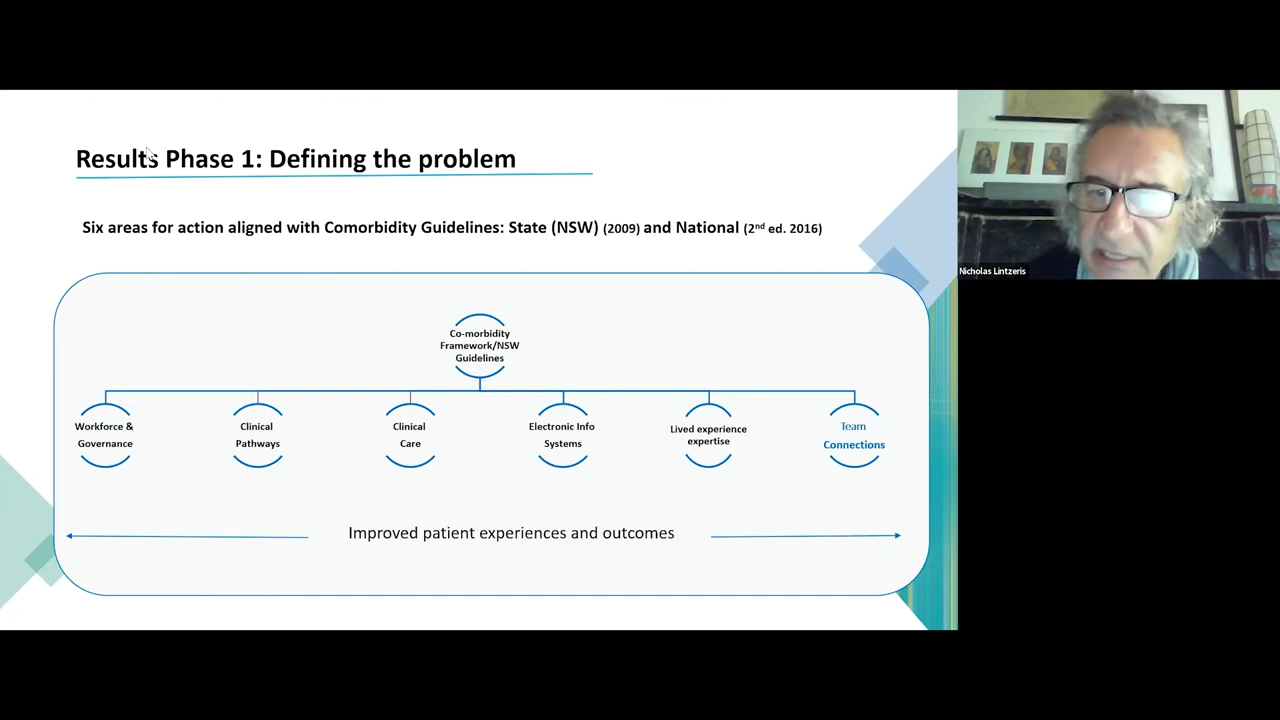 Results Phase 1: Defining the problem
Six areas for action aligned with Comorbidity Guidelines: State (NSW) (2009) and National (2nd ed. 2016)
Nicholas Lintzeris
Co-morbidity
Framework/NSW
Guidelines
Workforce &
Governance
Clinical
Pathways
Clinical
Care
Electronic Info
Systems
Lived experience
expertise
Team
Connections
Improved patient experiences and outcomes